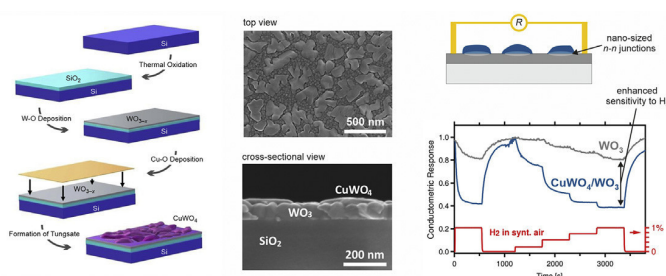 Si
Thermal Oxidation
SiO2
Si
W-O Deposition
WO3-x
Si
Cu-O Deposition
WO3-x
Si
CuWO4
Formation of Tungsate
Si
top view
500 nm
cross-sectional view
CuWO4
WO3
SiO2
200 nm
R
nano-sized
n-n junctions
enhanced
sensitivity to H
Conductometric Response
1.0
0.8
0.6
0.4
0.2
0.0
WO3
CuWO4/WO3
H2 in synt. air
1%
0
0
1000
2000
3000
Time [s]